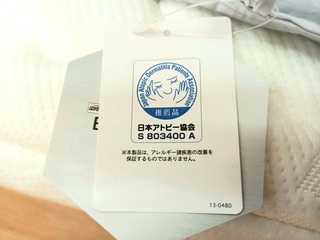 Japan Atopic Dermatitis Patients Association
推薦品
日本アトピー協会
S 803400 A
※本製品は、アレルギー諸疾患の改善を
保証するものではありません。
13-0480